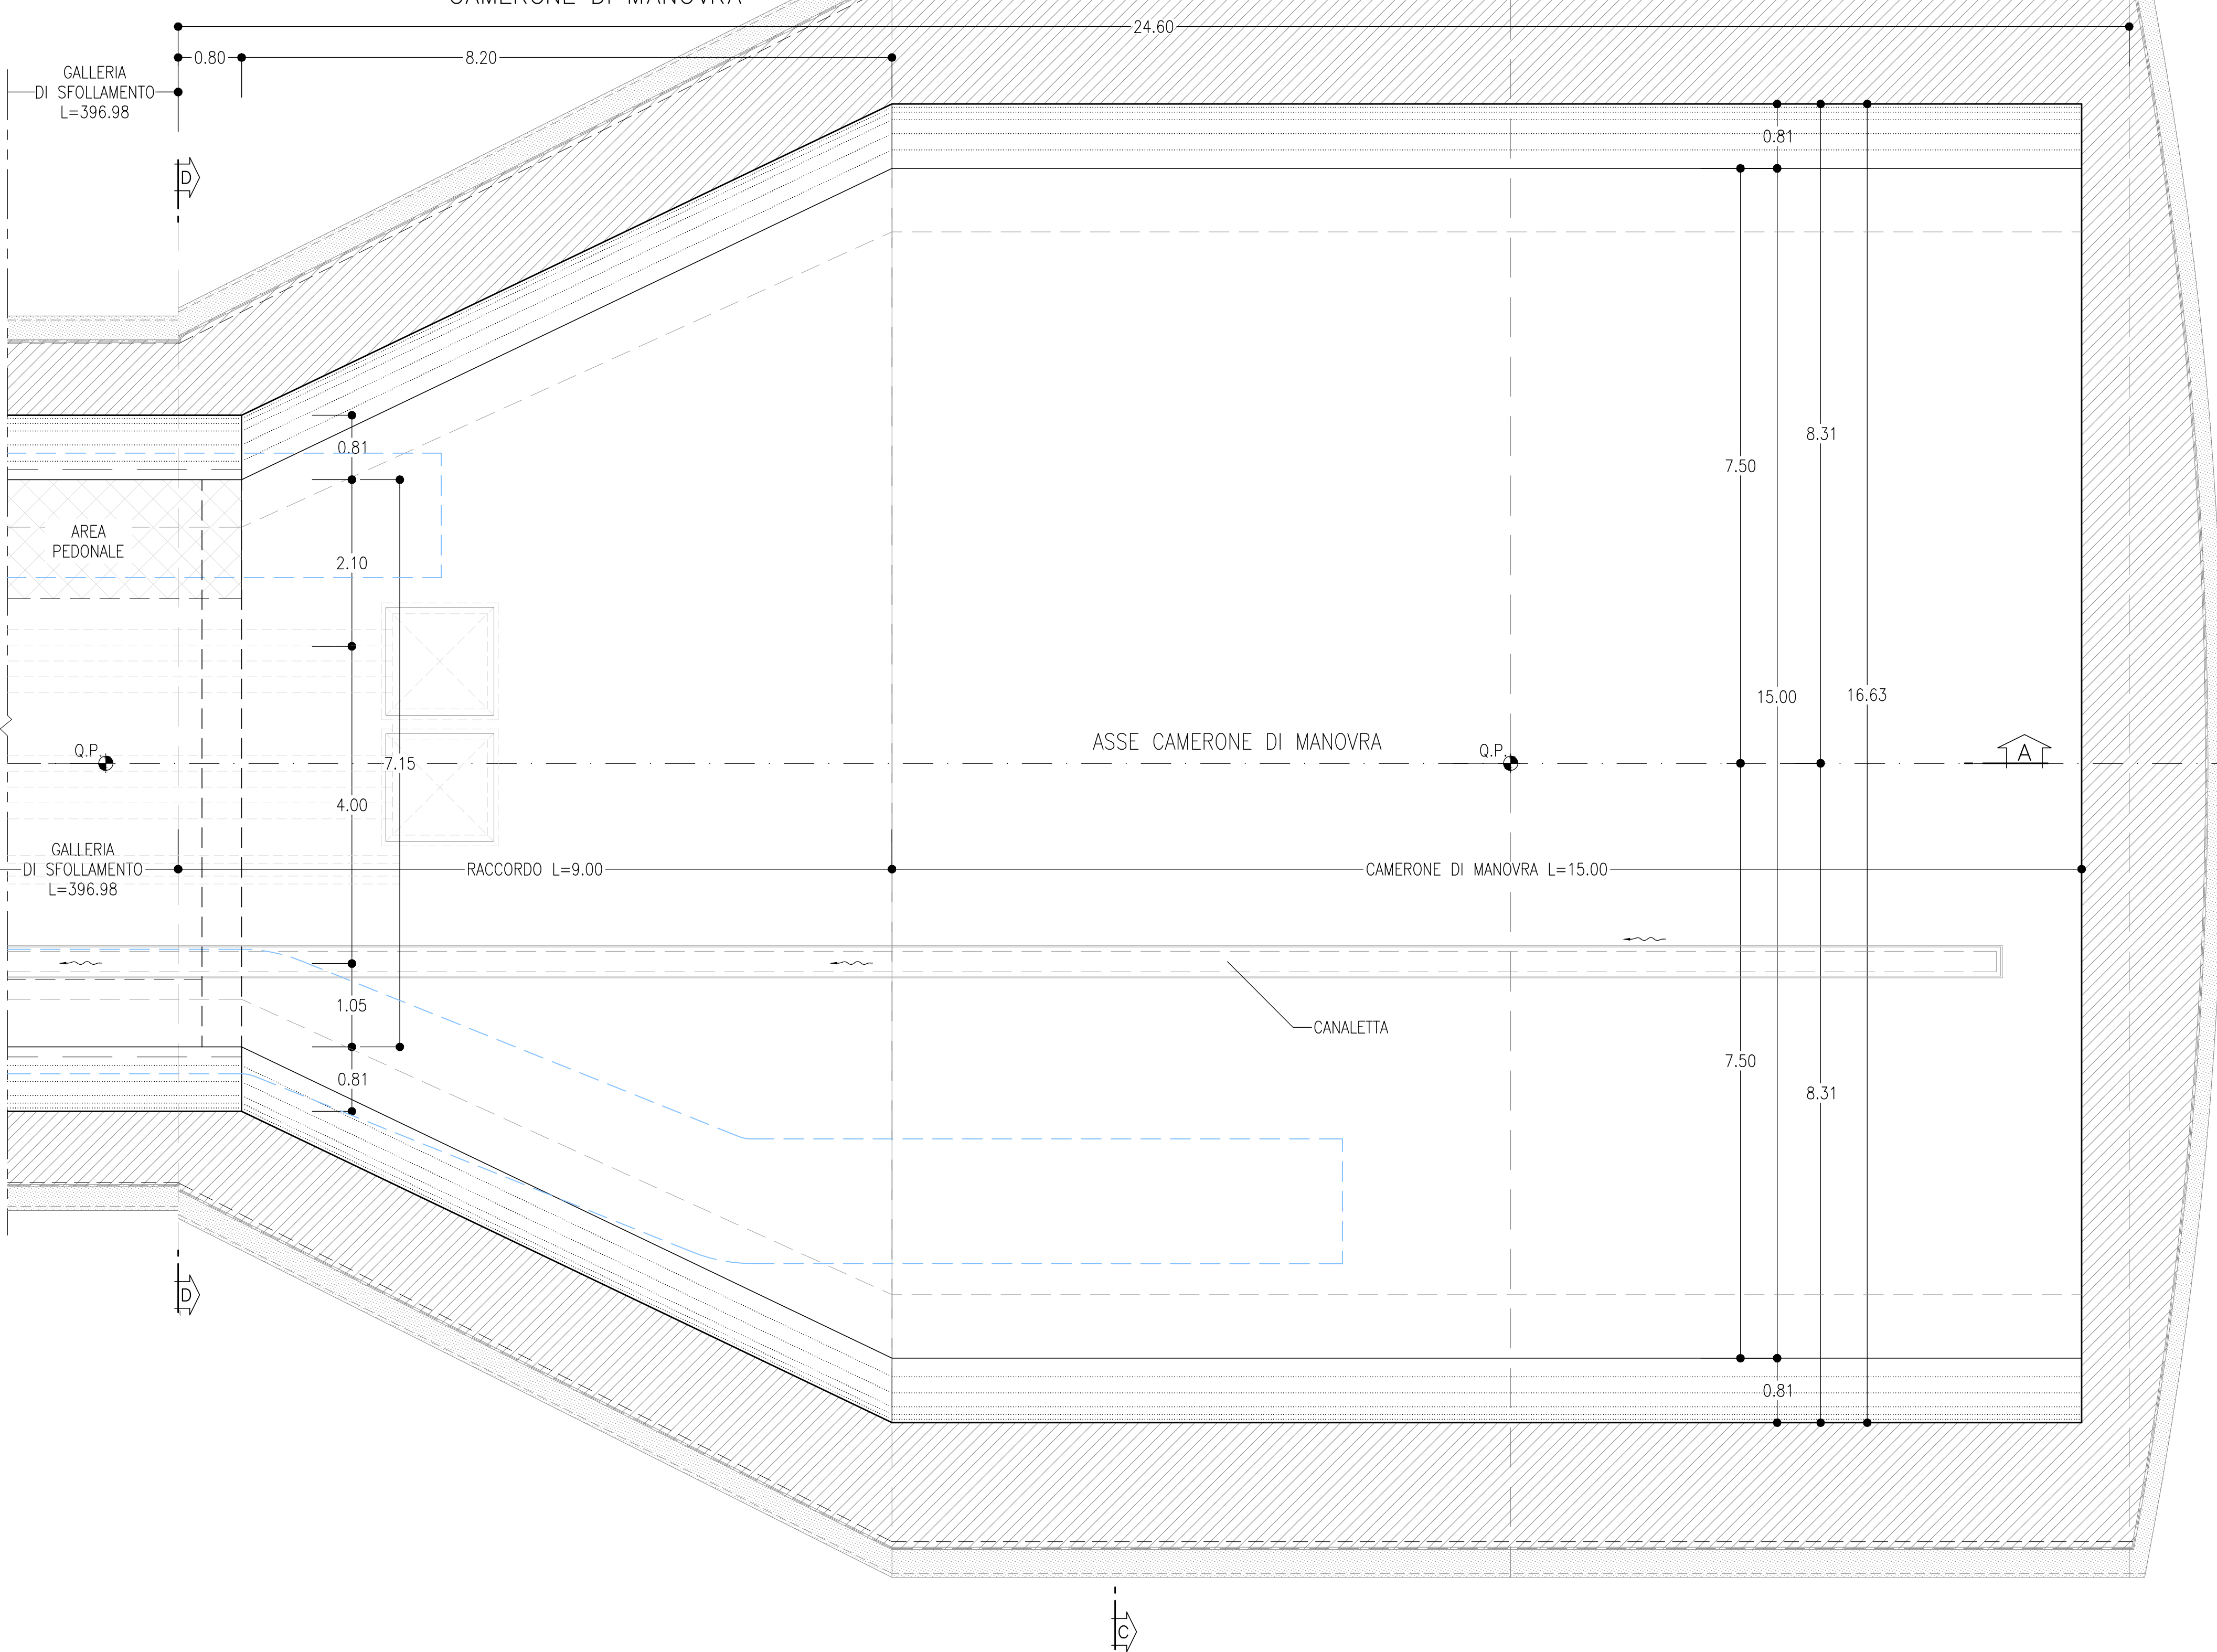 CAMERONE DI MANOVRA
24.60
0.80
8.20
GALLERIA
DI SFOLLAMENTO
L=396.98
D
0.81
7.50
8.31
15.00
16.63
0.81
2.10
AREA
PEDONALE
7.15
4.00
Q.P.
ASSE CAMERONE DI MANOVRA
Q.P.
A
GALLERIA
DI SFOLLAMENTO
L=396.98
RACCORDO L=9.00
CAMERONE DI MANOVRA L=15.00
1.05
CANALETTA
0.81
7.50
8.31
D
0.81
C